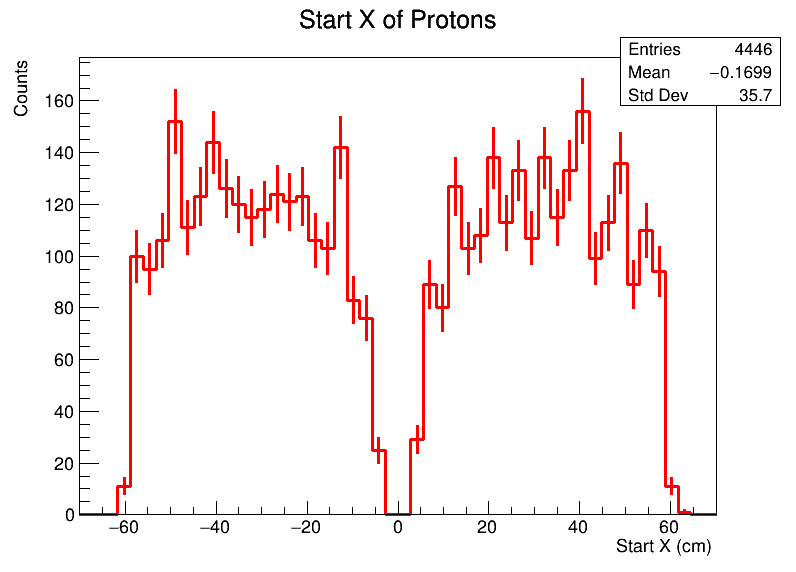 Start X of Protons
Entries 4446
Mean −0.1699
Std Dev 35.7
Counts
160
140
120
100
80
60
40
20
0
−60 −40 −20 0 20 40 60
Start X (cm)